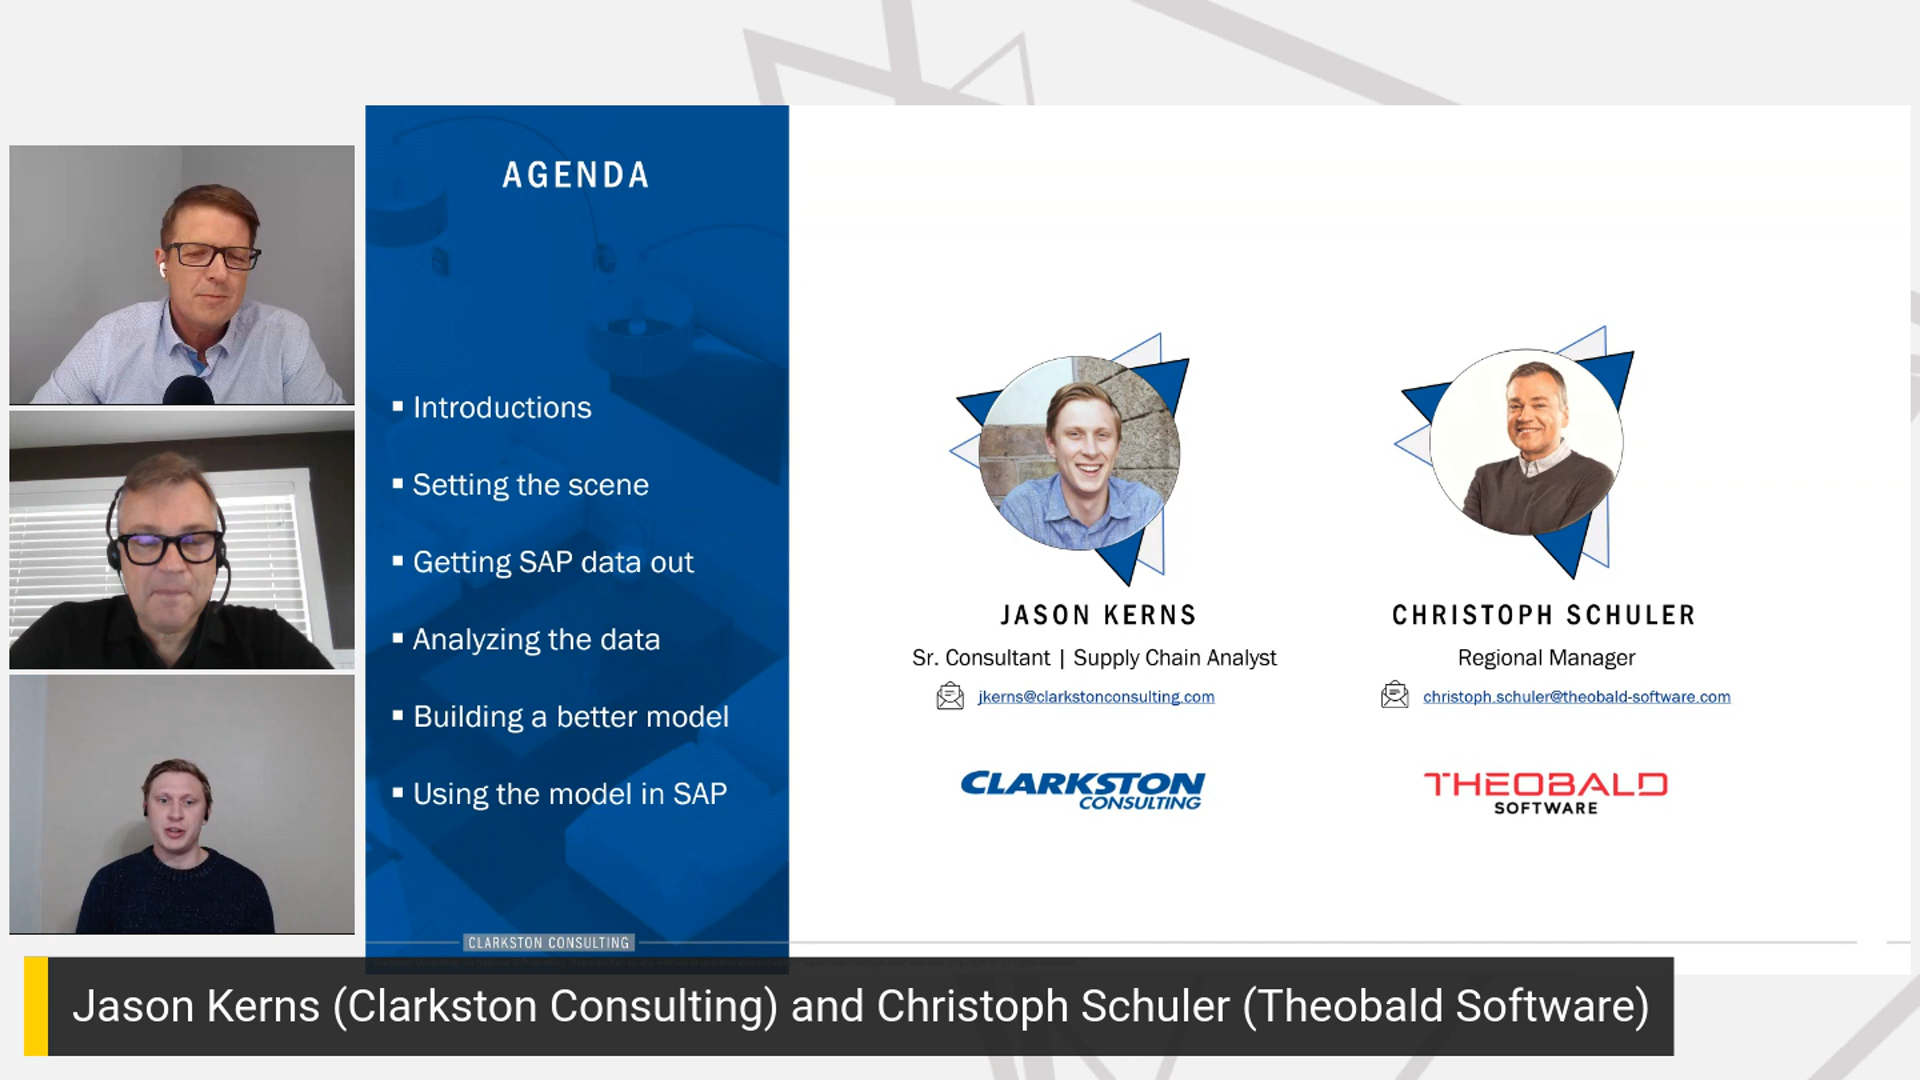 AGENDA
▪ Introductions
▪ Setting the scene
▪ Getting SAP data out
▪ Analyzing the data
▪ Building a better model
▪ Using the model in SAP
CLARKSTON CONSULTING
JASON KERNS
Sr. Consultant | Supply Chain Analyst
jkerns@clarkstonconsulting.com
CLARKSTON
CONSULTING
CHRISTOPH SCHULER
Regional Manager
christoph.schuler@theobald-software.com
THEOBALD
SOFTWARE
Jason Kerns (Clarkston Consulting) and Christoph Schuler (Theobald Software)